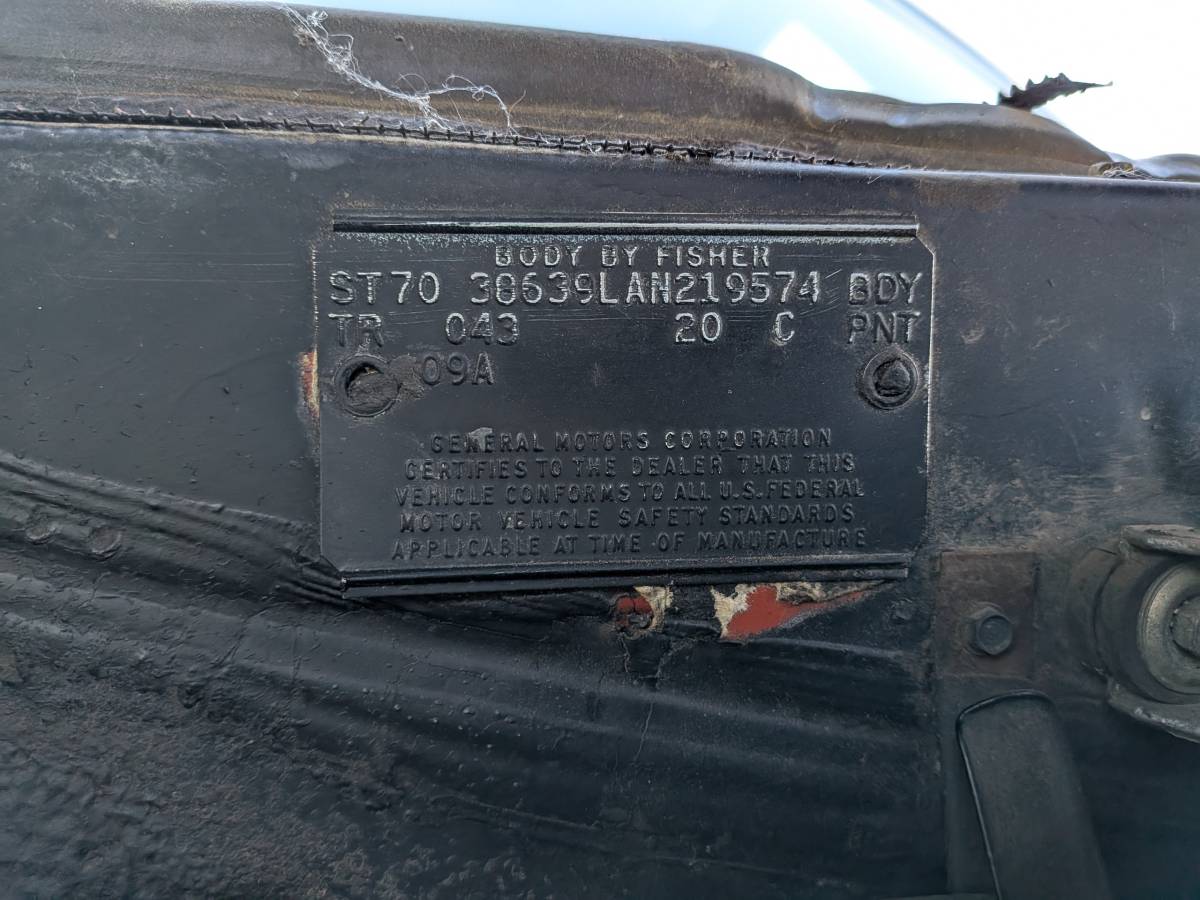 BODY BY FISHER
ST70 38639LAN219574 BDY
TR 043 20 C PNT
09A
GENERAL MOTORS CORPORATION
CERTIFIES TO THE DEALER THAT THIS
VEHICLE CONFORMS TO ALL U.S. FEDERAL
MOTOR VEHICLE SAFETY STANDARDS
APPLICABLE AT TIME OF MANUFACTURE